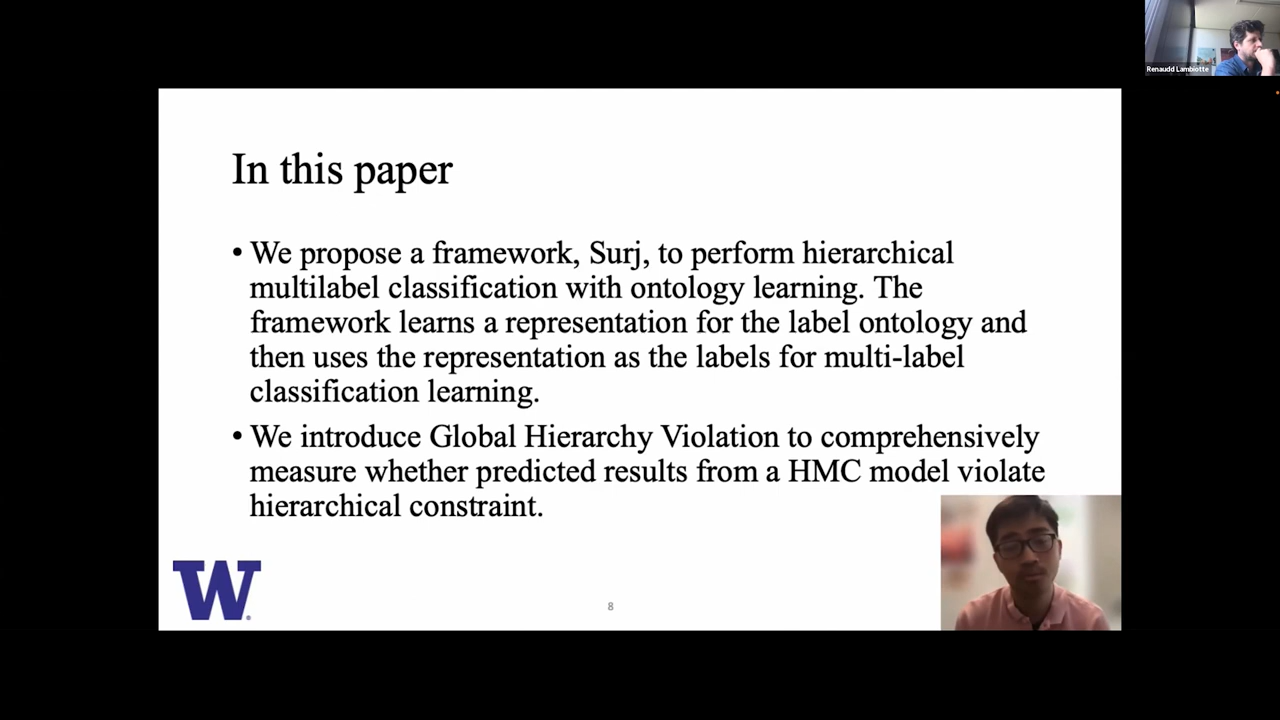 Renaudd Lambiotte
In this paper
• We propose a framework, Surj, to perform hierarchical
multilabel classification with ontology learning. The
framework learns a representation for the label ontology and
then uses the representation as the labels for multi-label
classification learning.
• We introduce Global Hierarchy Violation to comprehensively
measure whether predicted results from a HMC model violate
hierarchical constraint.
W
8